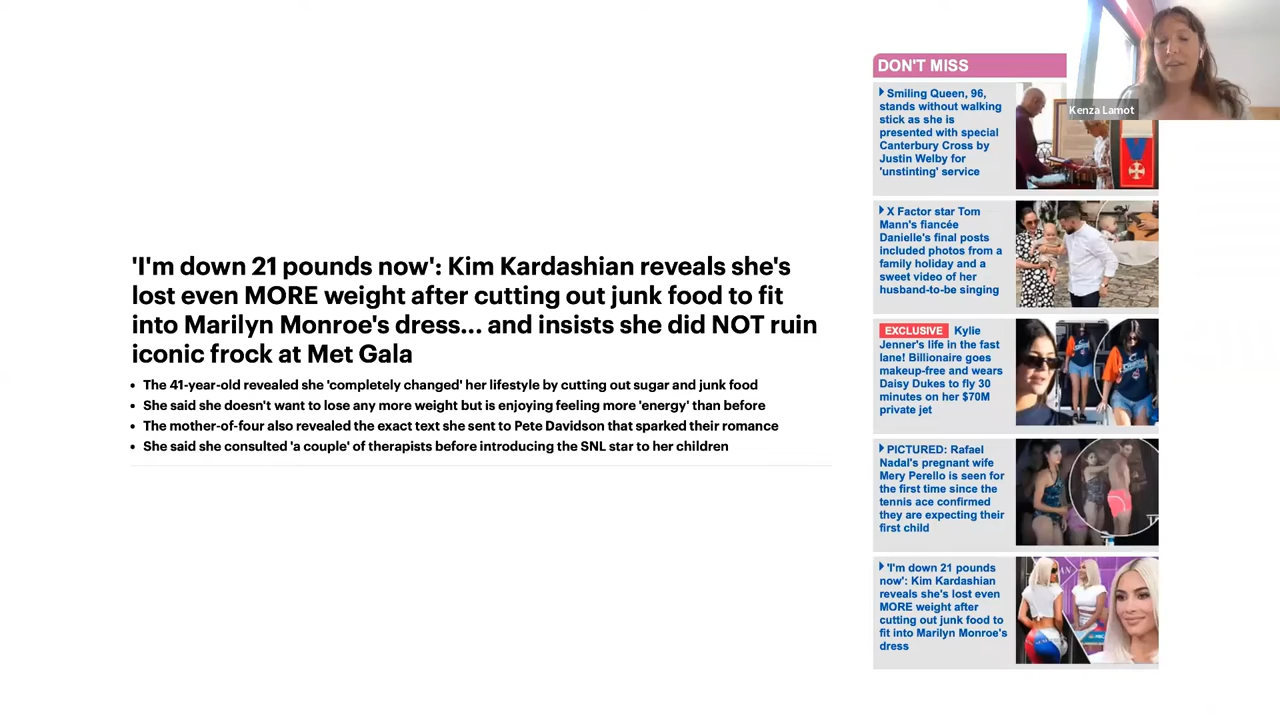 'I'm down 21 pounds now': Kim Kardashian reveals she's
lost even MORE weight after cutting out junk food to fit
into Marilyn Monroe's dress... and insists she did NOT ruin
iconic frock at Met Gala
• The 41-year-old revealed she 'completely changed' her lifestyle by cutting out sugar and junk food
• She said she doesn't want to lose any more weight but is enjoying feeling more 'energy' than before
• The mother-of-four also revealed the exact text she sent to Pete Davidson that sparked their romance
• She said she consulted 'a couple' of therapists before introducing the SNL star to her children
DON'T MISS
Smiling Queen, 96,
stands without walking
stick as she is
presented with special
Canterbury Cross by
Justin Welby for
'unstinting' service
X Factor star Tom
Mann's fiancée
Danielle's final posts
included photos from a
family holiday and a
sweet video of her
husband-to-be singing
EXCLUSIVE Kylie
Jenner's life in the fast
lane! Billionaire goes
makeup-free and wears
Daisy Dukes to fly 30
minutes on her $70M
private jet
PICTURED: Rafael
Nadal's pregnant wife
Mery Perello is seen for
the first time since the
tennis ace confirmed
they are expecting their
first child
'I'm down 21 pounds
now': Kim Kardashian
reveals she's lost even
MORE weight after
cutting out junk food to
fit into Marilyn Monroe's
dress
Kenza Lamot